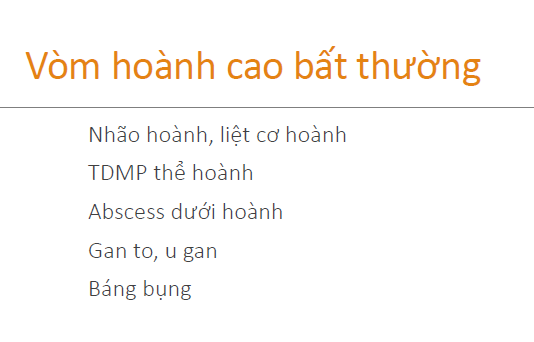 Vòm hoành cao bất thường
Nhão hoành, liệt cơ hoành
TDMP thể hoành
Abscess dưới hoành
Gan to, u gan
Báng bụng